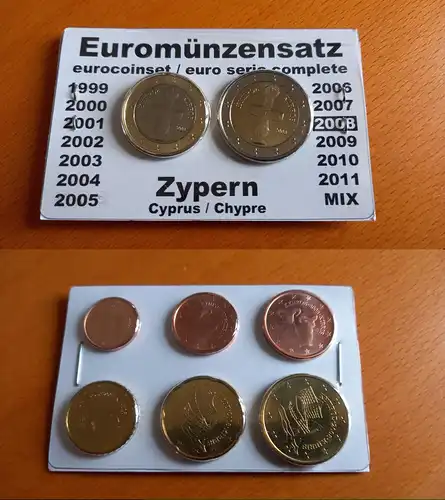 Euromünzensatz
eurocoinset / euro serie complete
1999 2006
2000 2007
2001 2008
2002 2009
2003 2010
2004 2011
2005 MIX
Zypern
Cyprus / Chypre